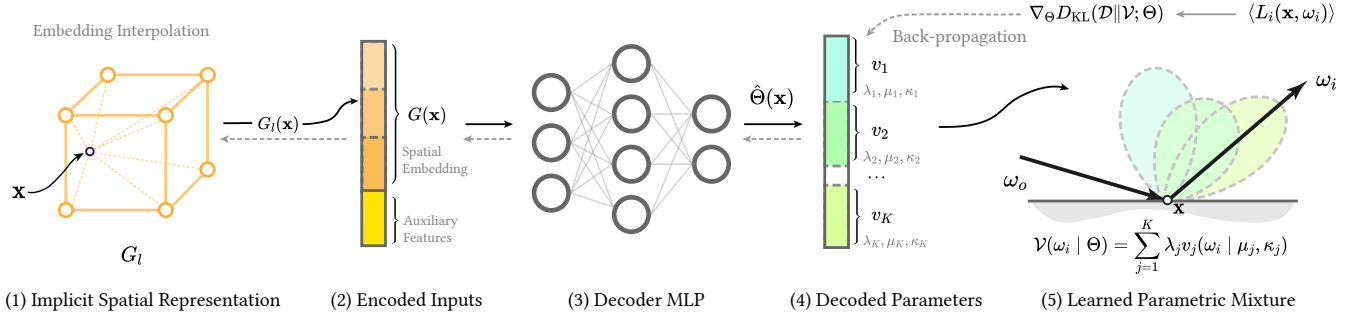 Embedding Interpolation
x
G_l(x)
G_l
G(x)
Spatial
Embedding
Auxiliary
Features
Θ̂(x)
v_1
λ_1, μ_1, κ_1
v_2
λ_2, μ_2, κ_2
...
v_K
λ_K, μ_K, κ_K
∇_Θ D_KL(𝒟‖𝒱; Θ)
⟨L_i(x, ω_i)⟩
Back-propagation
ω_i
ω_o
x
𝒱(ω_i | Θ) = ∑_{j=1}^{K} λ_j v_j(ω_i | μ_j, κ_j)
(1) Implicit Spatial Representation
(2) Encoded Inputs
(3) Decoder MLP
(4) Decoded Parameters
(5) Learned Parametric Mixture